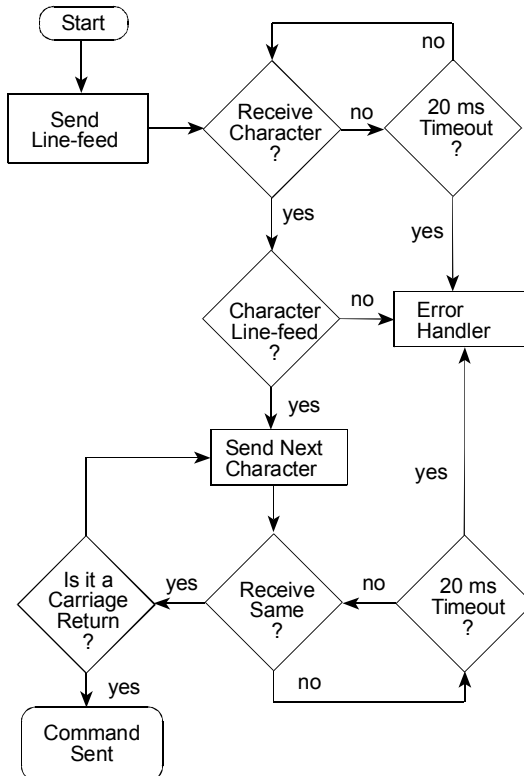 Start
no
Send
Line-feed
Receive
Character
?
no
20 ms
Timeout
?
yes
yes
Character
Line-feed
?
no
Error
Handler
yes
Send Next
Character
yes
Is it a
Carriage
Return
?
yes
Receive
Same
?
no
20 ms
Timeout
?
no
yes
Command
Sent